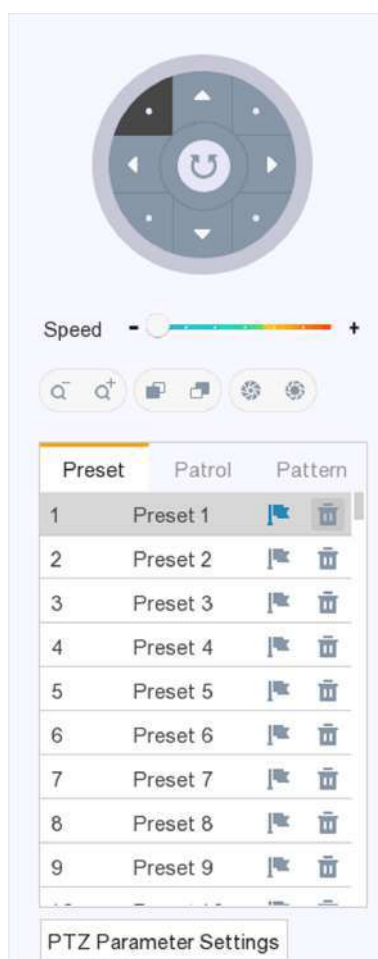 Speed - +
Preset Patrol Pattern
1 Preset 1
2 Preset 2
3 Preset 3
4 Preset 4
5 Preset 5
6 Preset 6
7 Preset 7
8 Preset 8
9 Preset 9
PTZ Parameter Settings